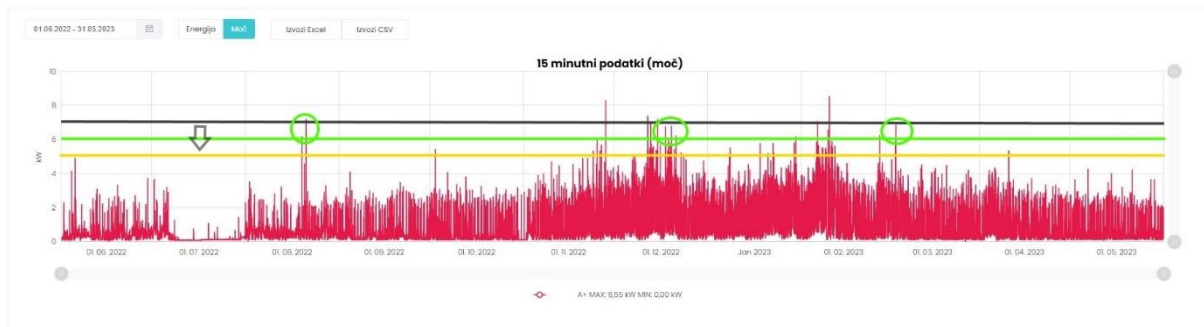 01.06.2022 - 31.05.2023 Energija Moč Izvozi Excel Izvozi CSV
15 minutni podatki (moč)
10
8
6
4
2
0
kW
01. 06. 2022 01. 07. 2022 01. 08. 2022 01. 09. 2022 01. 10. 2022 01. 11. 2022 01. 12. 2022 Jan 2023 01. 02. 2023 01. 03. 2023 01. 04. 2023 01. 05. 2023
A+ MAX: 8,55 kW MIN: 0,00 kW